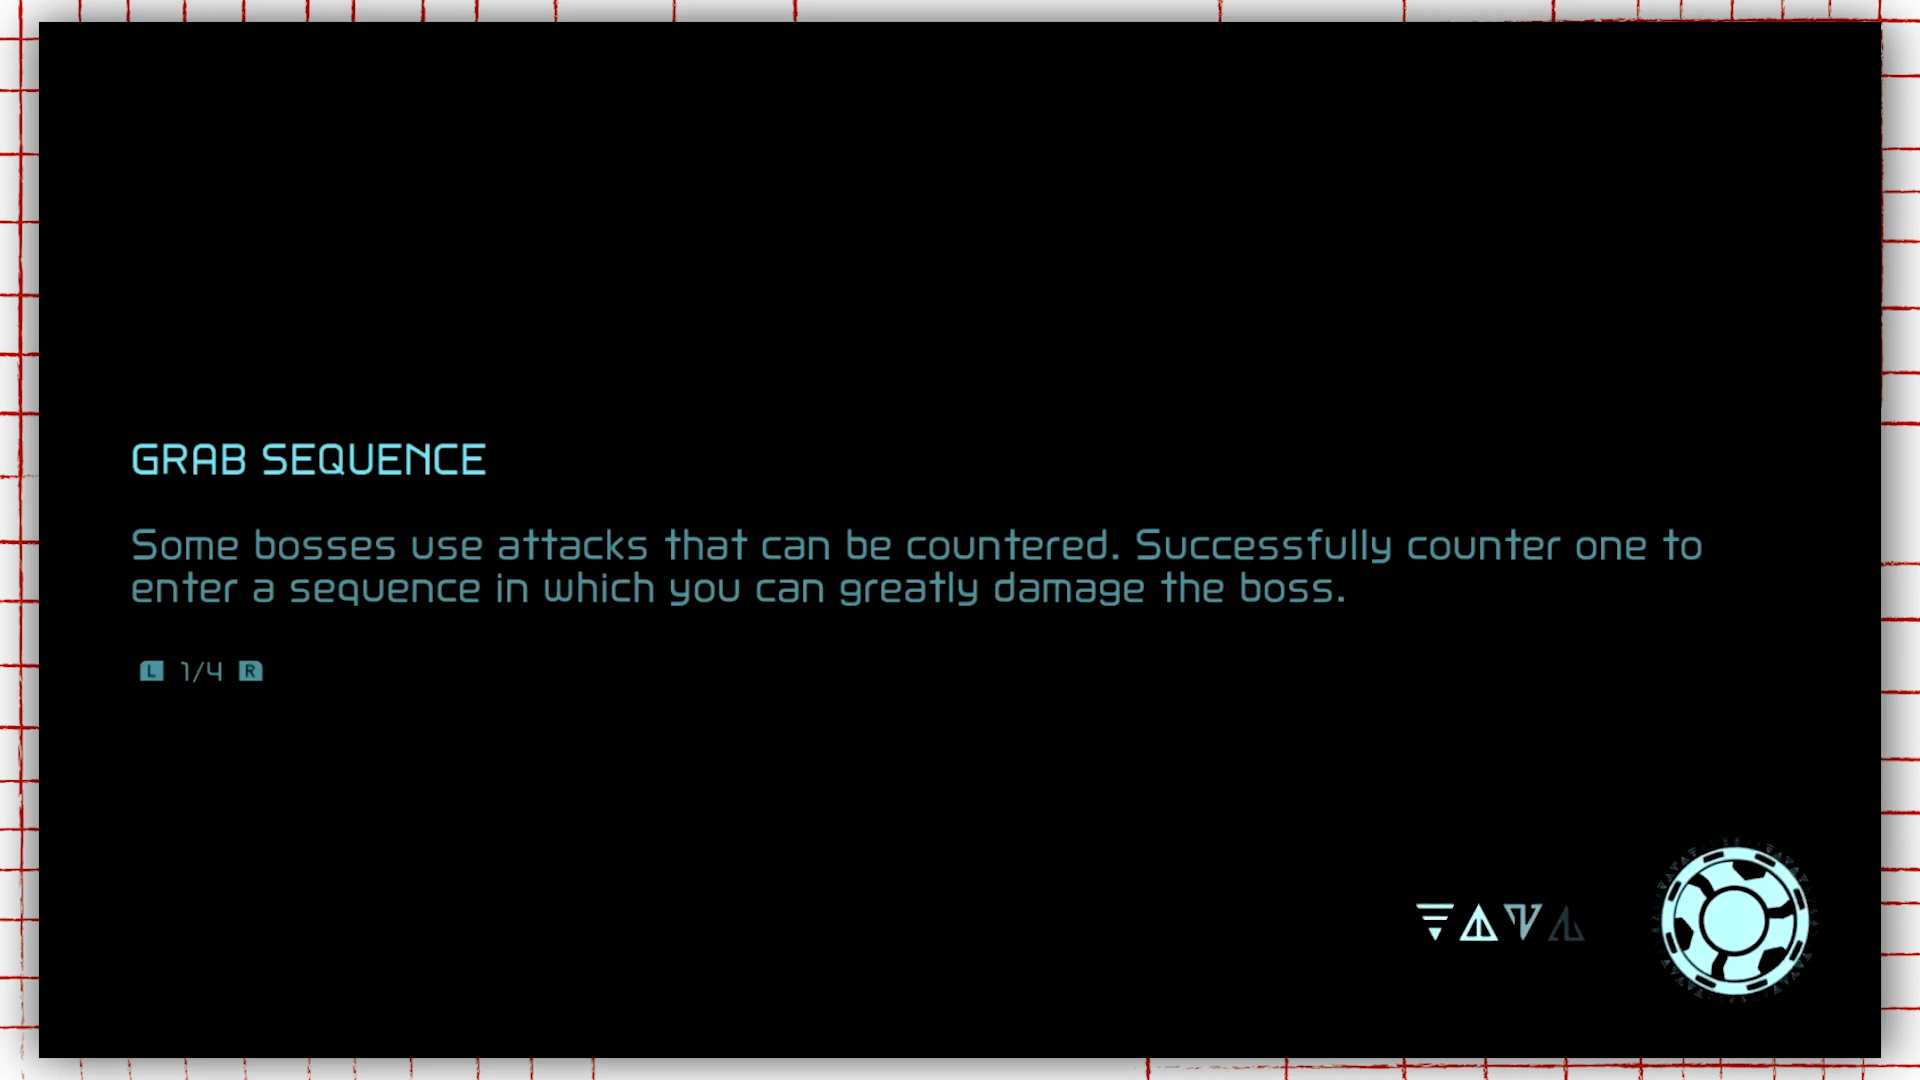 GRAB SEQUENCE
Some bosses use attacks that can be countered. Successfully counter one to
enter a sequence in which you can greatly damage the boss.
L 1/4 R